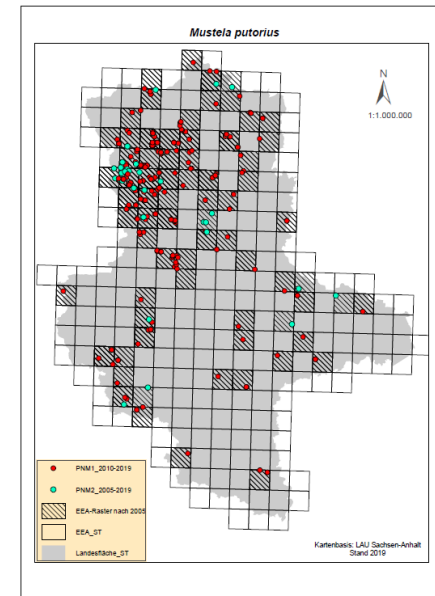 Mustela putorius
N
1:1.000.000
PNM1_2010-2019
PNM2_2005-2019
EEA-Raster nach 2005
EEA_ST
Landesfläche_ST
Kartenbasis: LAU Sachsen-Anhalt
Stand 2019